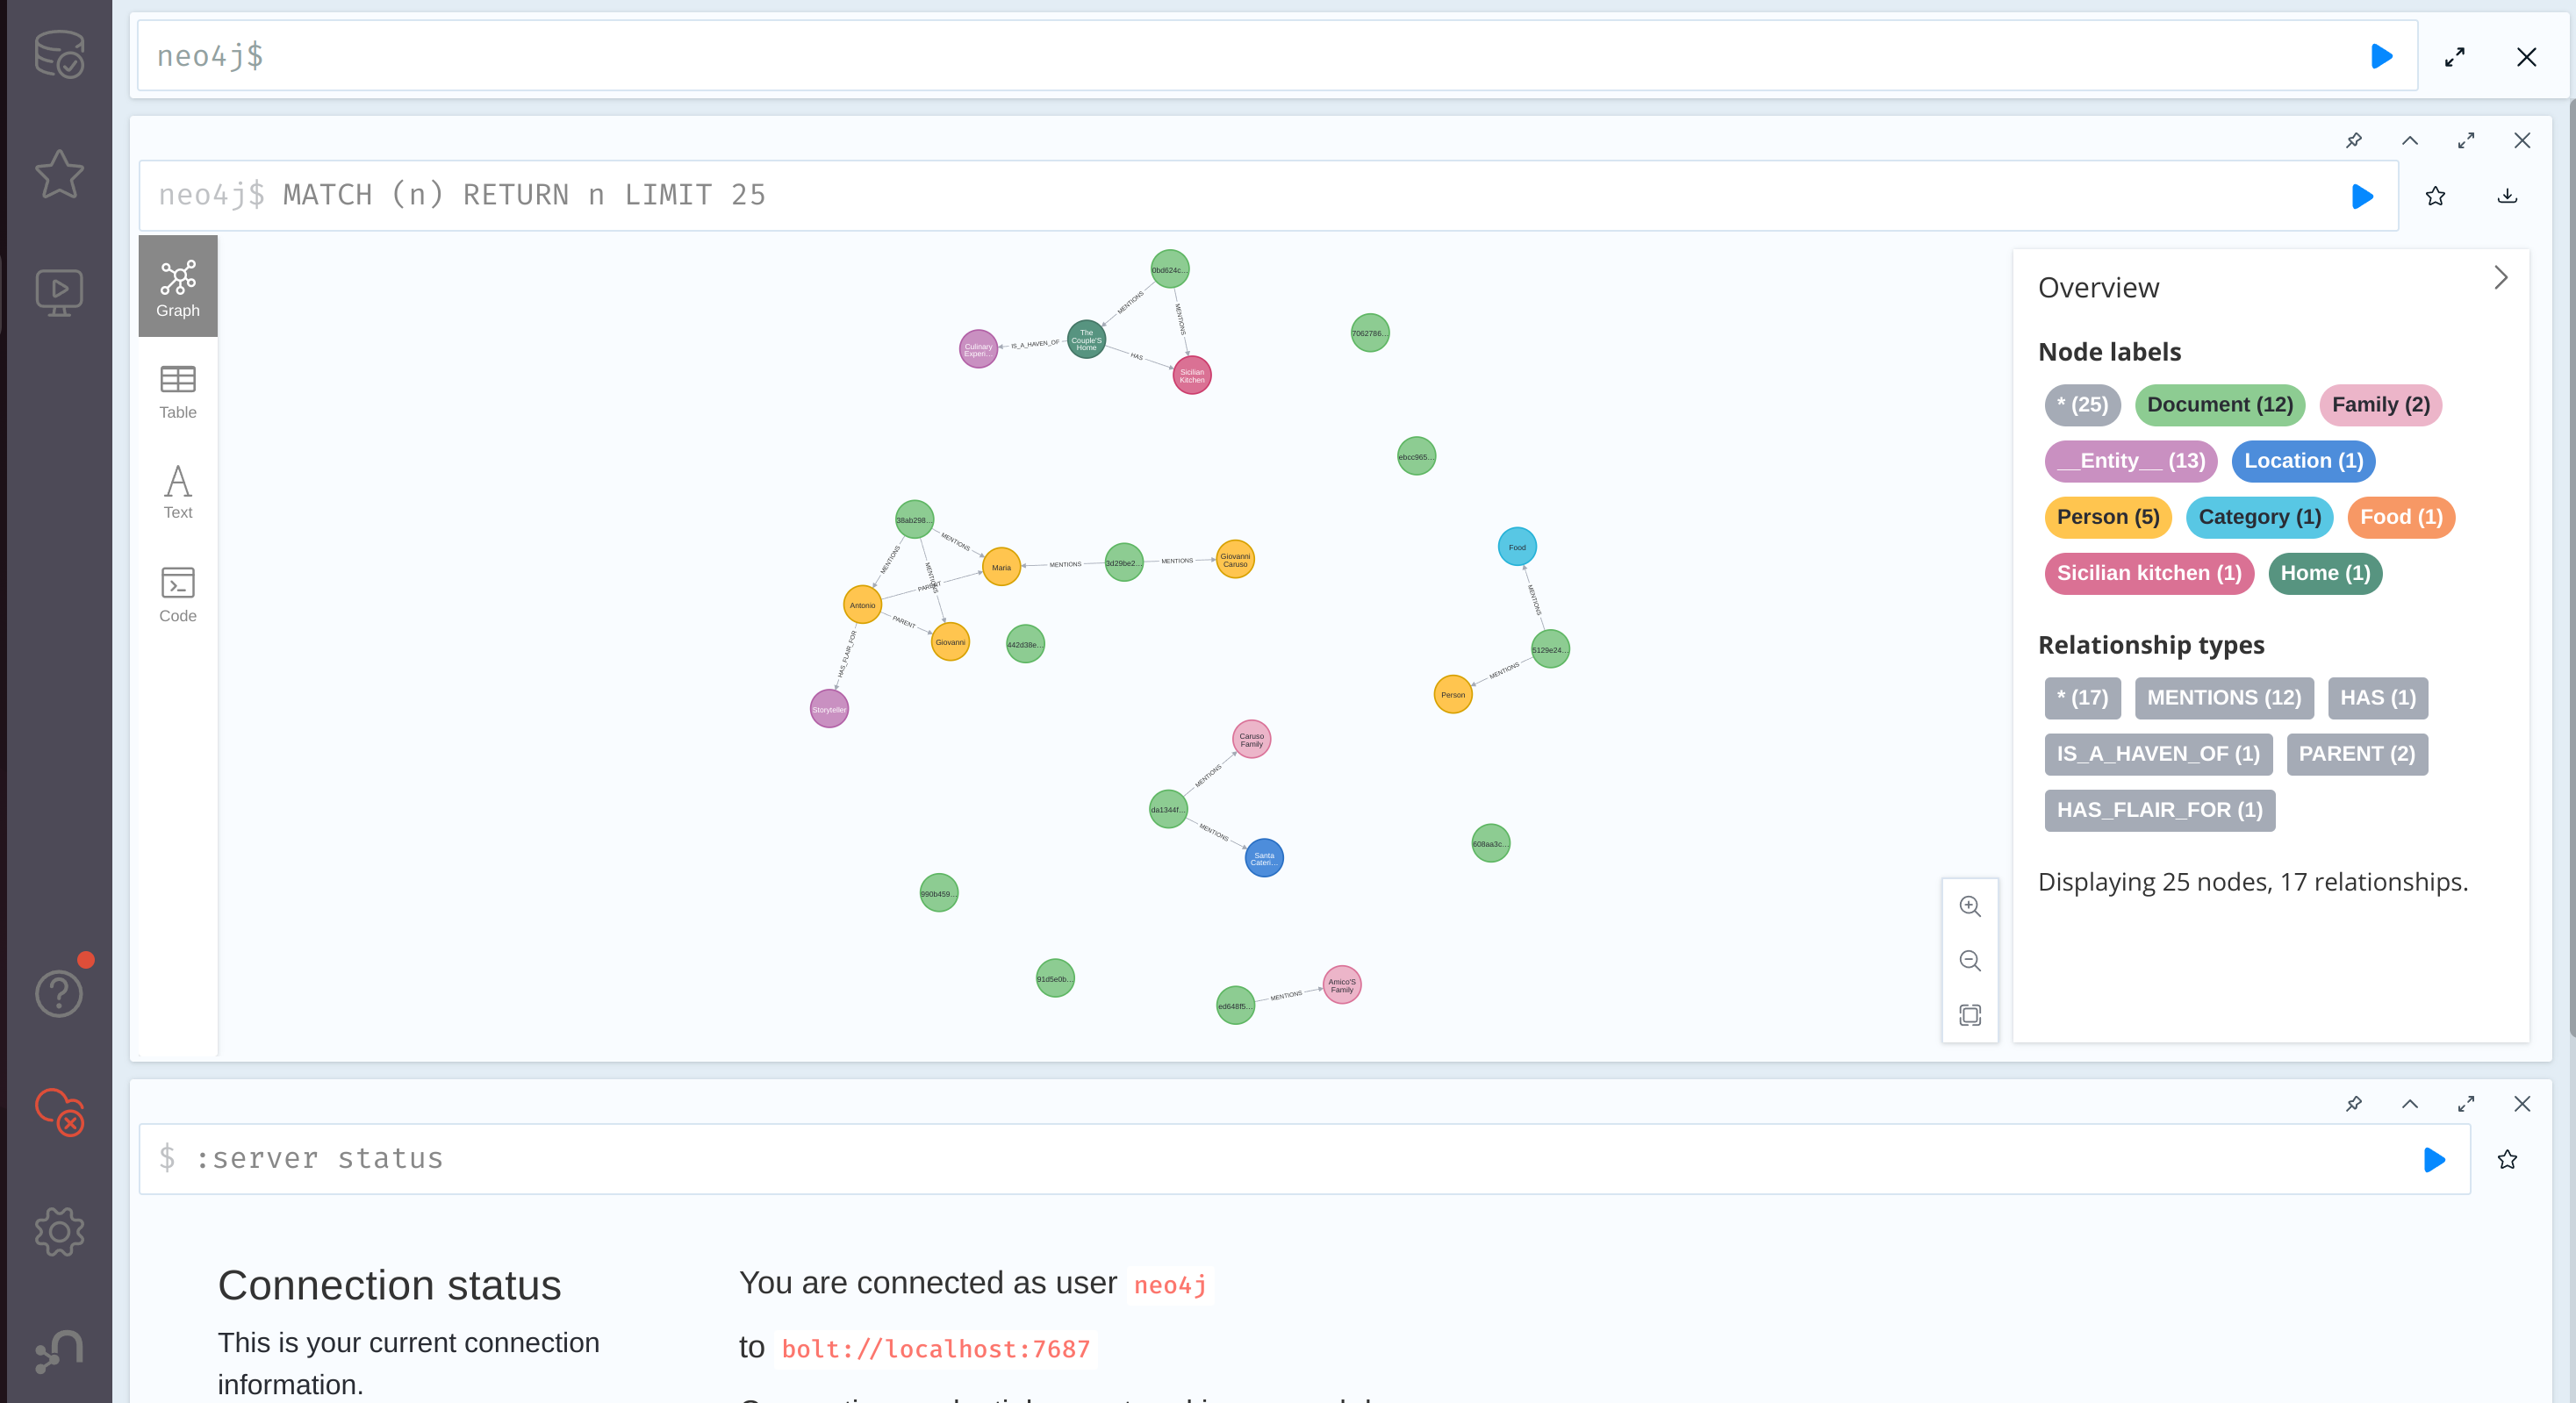 neo4j$
neo4j$ MATCH (n) RETURN n LIMIT 25
Graph
Table
Text
Code
0bd624c...
MENTIONS
MENTIONS
The
Couple'S
Home
Culinary
Experi...
IS_A_HAVEN_OF
HAS
Sicilian
Kitchen
7062786...
ebcc965...
38ab298...
MENTIONS
MENTIONS
MENTIONS
Maria
MENTIONS
3d29be2...
MENTIONS
Giovanni
Caruso
Antonio
PARENT
PARENT
Giovanni
442d38e...
HAS_FLAIR_FOR
Storyteller
Food
MENTIONS
5129e24...
MENTIONS
Person
Caruso
Family
MENTIONS
da1344f...
MENTIONS
Santa
Cateri...
608aa3c...
990b459...
91d5e0b...
ed648f5...
MENTIONS
Amico'S
Family
Overview
Node labels
* (25) Document (12) Family (2)
__Entity__ (13) Location (1)
Person (5) Category (1) Food (1)
Sicilian kitchen (1) Home (1)
Relationship types
* (17) MENTIONS (12) HAS (1)
IS_A_HAVEN_OF (1) PARENT (2)
HAS_FLAIR_FOR (1)
Displaying 25 nodes, 17 relationships.
$ :server status
Connection status
This is your current connection
information.
You are connected as user neo4j
to bolt://localhost:7687